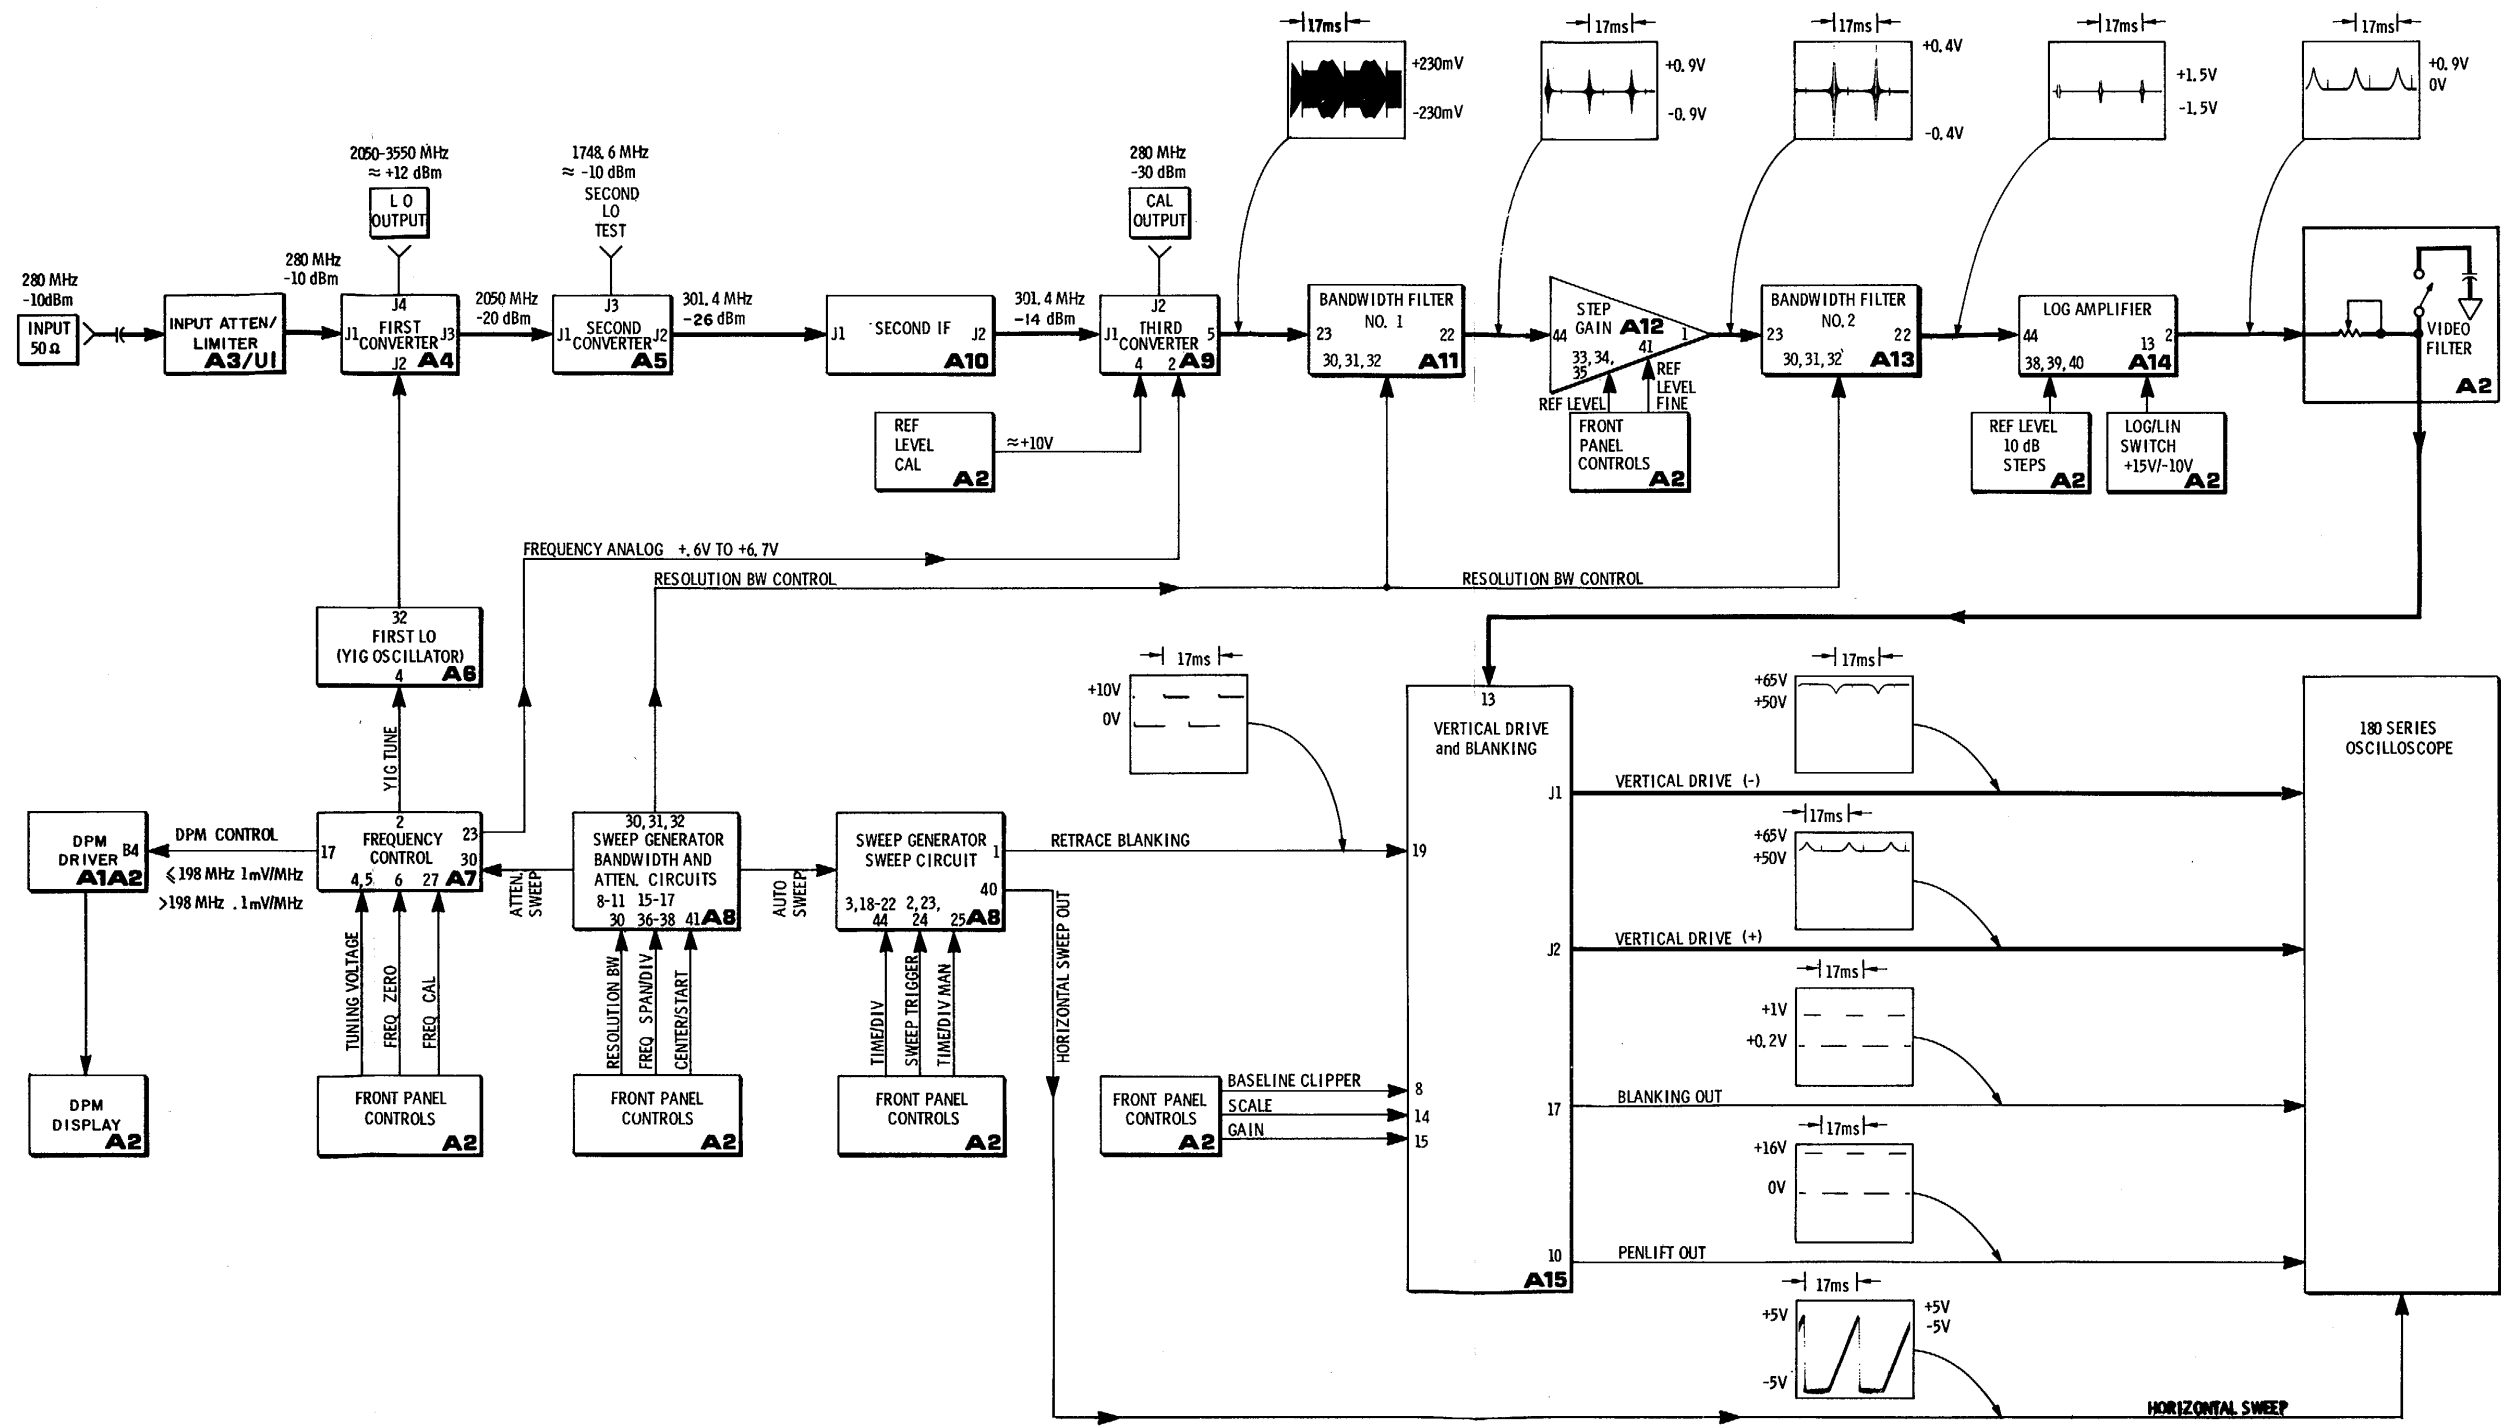 17ms
17ms
17ms
17ms
17ms
+230mV
-230mV
+0.9V
-0.9V
+0.4V
-0.4V
+1.5V
-1.5V
+0.9V
0V
2050-3550 MHz
≈ +12 dBm
LO
OUTPUT
1748.6 MHz
≈ -10 dBm
SECOND
LO
TEST
280 MHz
-30 dBm
CAL
OUTPUT
280 MHz
-10dBm
INPUT
50Ω
INPUT ATTEN/
LIMITER
A3/U1
280 MHz
-10 dBm
J4
J1 FIRST J3
CONVERTER
J2 A4
2050 MHz
-20 dBm
J3
J1 SECOND J2
CONVERTER
A5
301.4 MHz
-26 dBm
J1 SECOND IF J2
A10
301.4 MHz
-14 dBm
J2
J1 THIRD 5
CONVERTER
4 2 A9
BANDWIDTH FILTER
NO. 1
23 22
30,31,32 A11
STEP
GAIN A12
44 1
33,34,
35
41
REF LEVEL
REF
LEVEL
FINE
FRONT
PANEL
CONTROLS
A2
BANDWIDTH FILTER
NO.2
23 22
30,31,32 A13
LOG AMPLIFIER
44 2
13
38,39,40 A14
VIDEO
FILTER
A2
REF
LEVEL
CAL
A2
≈+10V
REF LEVEL
10 dB
STEPS
A2
LOG/LIN
SWITCH
+15V/-10V
A2
FREQUENCY ANALOG +.6V TO +6.7V
RESOLUTION BW CONTROL
RESOLUTION BW CONTROL
32
FIRST LO
(YIG OSCILLATOR)
4 A6
YIG TUNE
17ms
+10V
0V
13
VERTICAL DRIVE
and BLANKING
J1
19
J2
8
14
15
17
10
A15
17ms
+65V
+50V
VERTICAL DRIVE (-)
17ms
+65V
+50V
VERTICAL DRIVE (+)
17ms
+1V
+0.2V
BLANKING OUT
17ms
+16V
0V
PENLIFT OUT
17ms
+5V
-5V
+5V
-5V
HORIZONTAL SWEEP
180 SERIES
OSCILLOSCOPE
DPM
DRIVER B4
A1A2
DPM CONTROL
≤198 MHz 1mV/MHz
>198 MHz .1mV/MHz
2
FREQUENCY
CONTROL
17
23
30
4,5 6 27 A7
ATTEN.
SWEEP
30,31,32
SWEEP GENERATOR
BANDWIDTH AND
ATTEN. CIRCUITS
8-11 15-17
30 36-38 41 A8
AUTO
SWEEP
SWEEP GENERATOR
SWEEP CIRCUIT
1
40
3,18-22 2,23,
44 24 25 A8
RETRACE BLANKING
HORIZONTAL SWEEP OUT
TUNING VOLTAGE
FREQ ZERO
FREQ CAL
RESOLUTION BW
FREQ SPAN/DIV
CENTER/START
TIME/DIV
SWEEP TRIGGER
TIME/DIV MAN
DPM
DISPLAY
A2
FRONT PANEL
CONTROLS
A2
FRONT PANEL
CONTROLS
A2
FRONT PANEL
CONTROLS
A2
FRONT PANEL
CONTROLS
A2
BASELINE CLIPPER
SCALE
GAIN